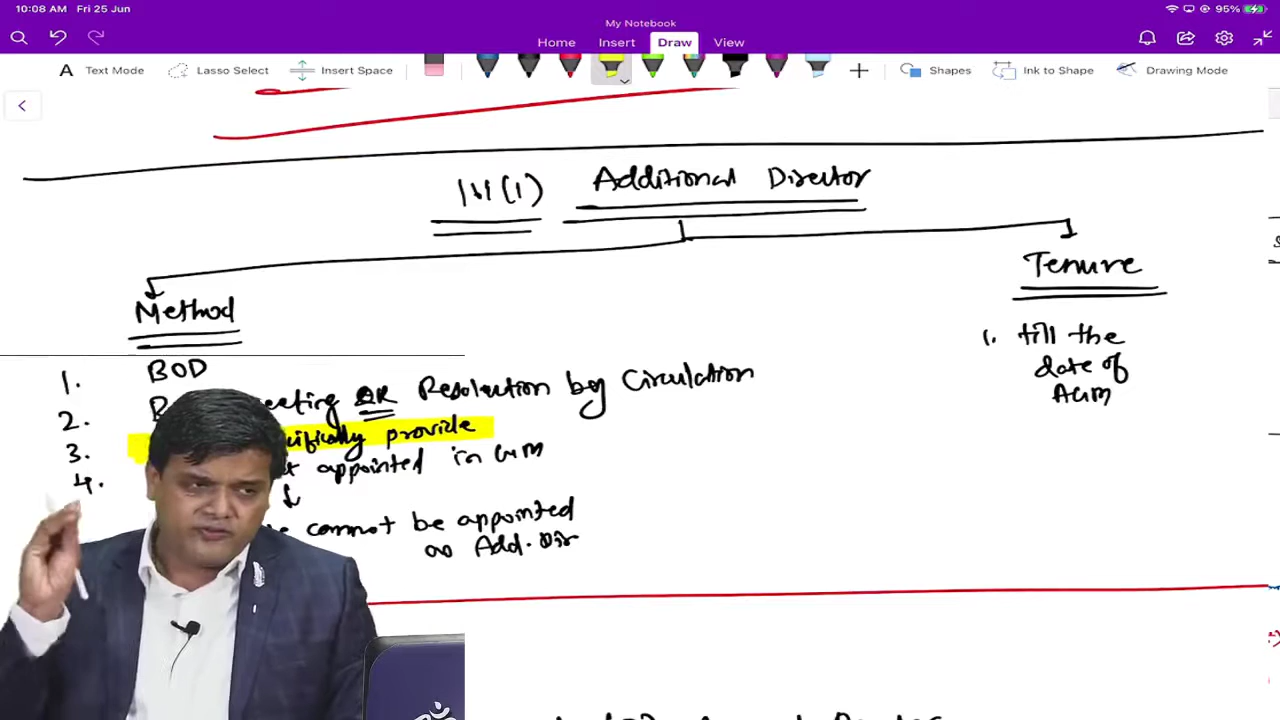 10:08 AM Fri 25 Jun
95%
My Notebook
Home Insert Draw View
A Text Mode Lasso Select Insert Space Shapes Ink to Shape Drawing Mode
161(1) Additional Director
Method
Tenure
1. BOD
2. eeting OR Resolution by Circulation
3. cifically provide
4. t appointed in GM
cannot be appointed
as Add. Dir
1. till the
date of
AGM